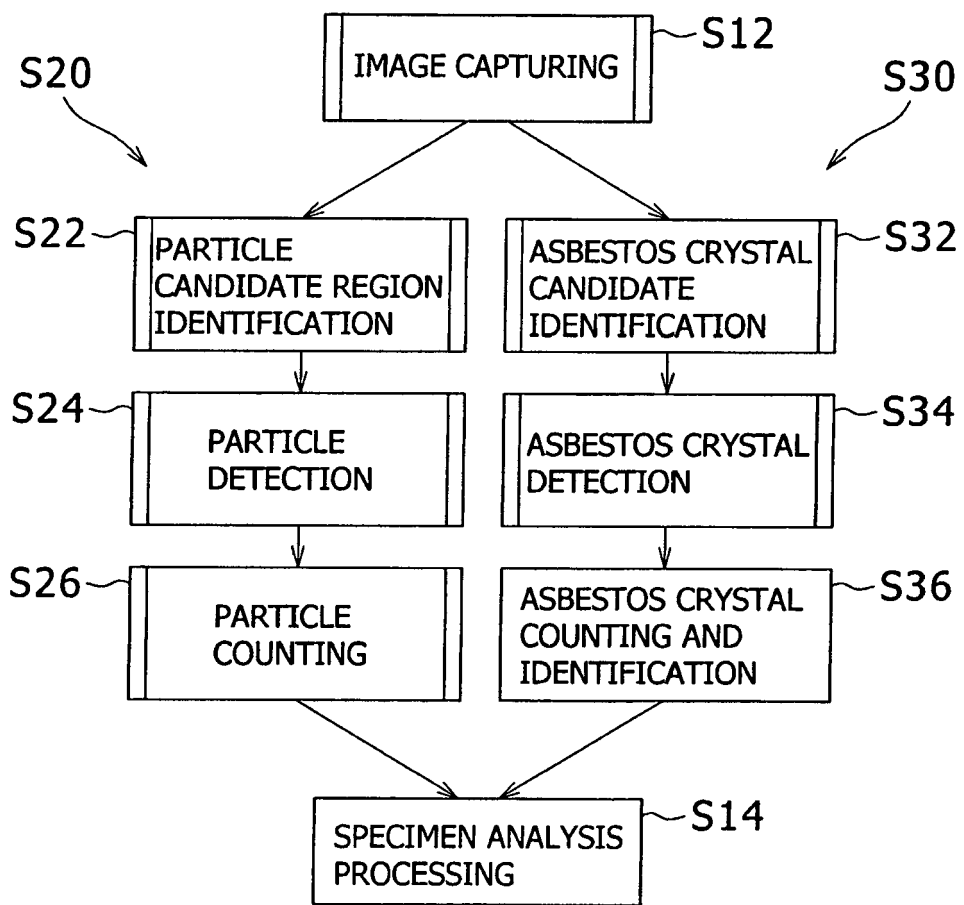 IMAGE CAPTURING
S12
S20
S30
S22
PARTICLE
CANDIDATE REGION
IDENTIFICATION
ASBESTOS CRYSTAL
CANDIDATE
IDENTIFICATION
S32
S24
PARTICLE
DETECTION
ASBESTOS CRYSTAL
DETECTION
S34
S26
PARTICLE
COUNTING
ASBESTOS CRYSTAL
COUNTING AND
IDENTIFICATION
S36
SPECIMEN ANALYSIS
PROCESSING
S14